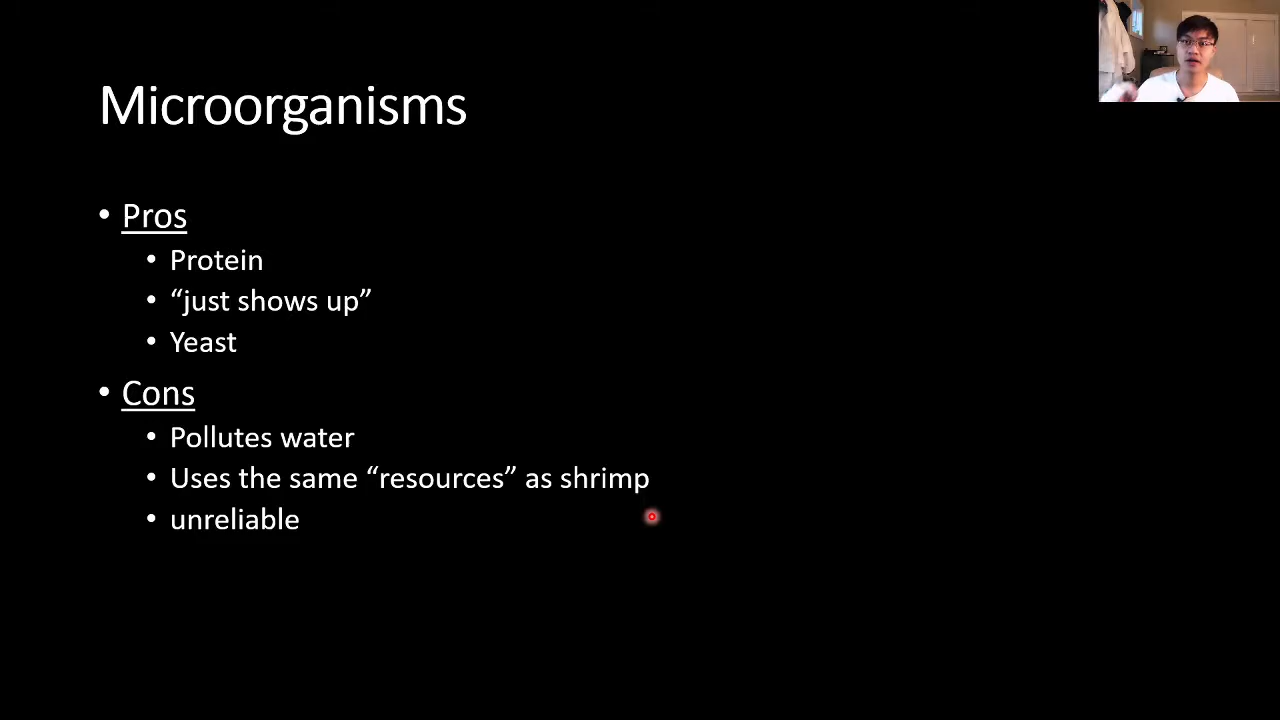 Microorganisms
• Pros
• Protein
• “just shows up”
• Yeast
• Cons
• Pollutes water
• Uses the same “resources” as shrimp
• unreliable